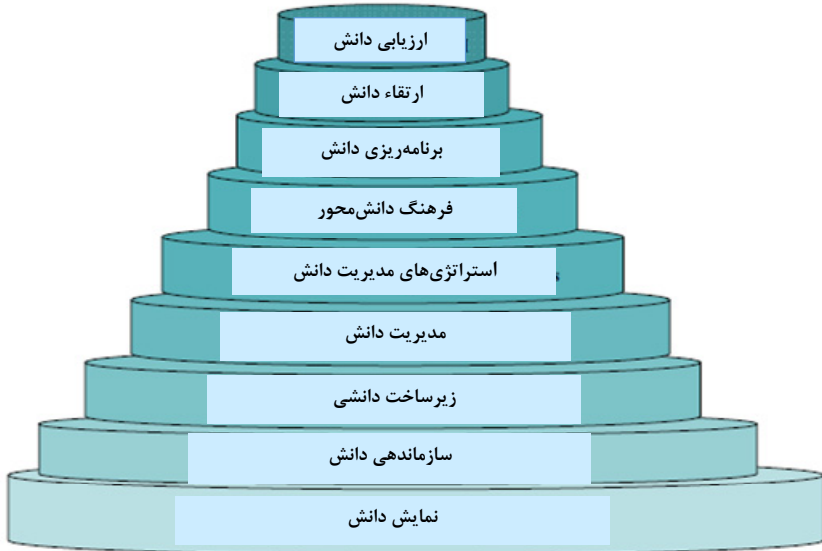 ارزیابی دانش
ارتقاء دانش
برنامه‌ریزی دانش
فرهنگ دانش‌محور
استراتژی‌های مدیریت دانش
مدیریت دانش
زیرساخت دانشی
سازماندهی دانش
نمایش دانش